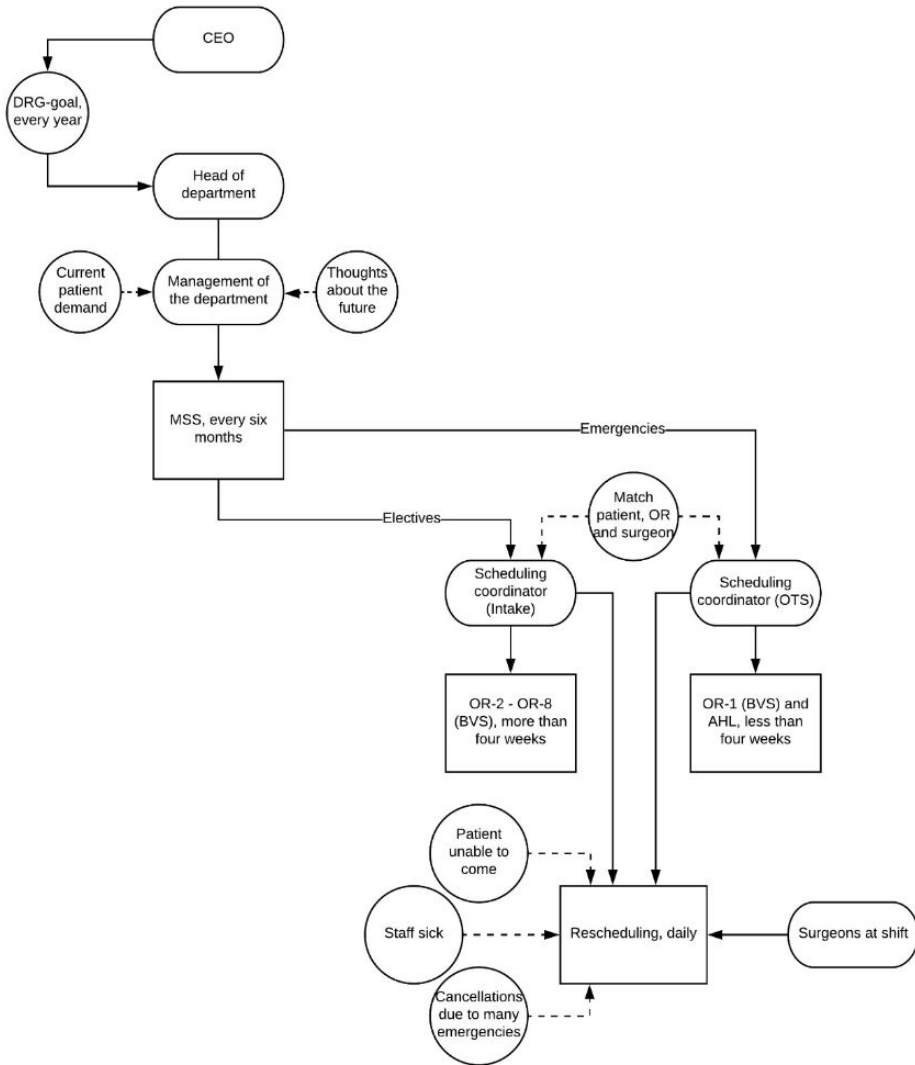 CEO
DRG-goal,
every year
Head of
department
Current
patient
demand
Management of
the department
Thoughts
about the
future
MSS, every six
months
Emergencies
Electives
Match
patient, OR
and surgeon
Scheduling
coordinator
(Intake)
Scheduling
coordinator (OTS)
OR-2 - OR-8
(BVS), more than
four weeks
OR-1 (BVS) and
AHL, less than
four weeks
Patient
unable to
come
Staff sick
Rescheduling, daily
Surgeons at shift
Cancellations
due to many
emergencies